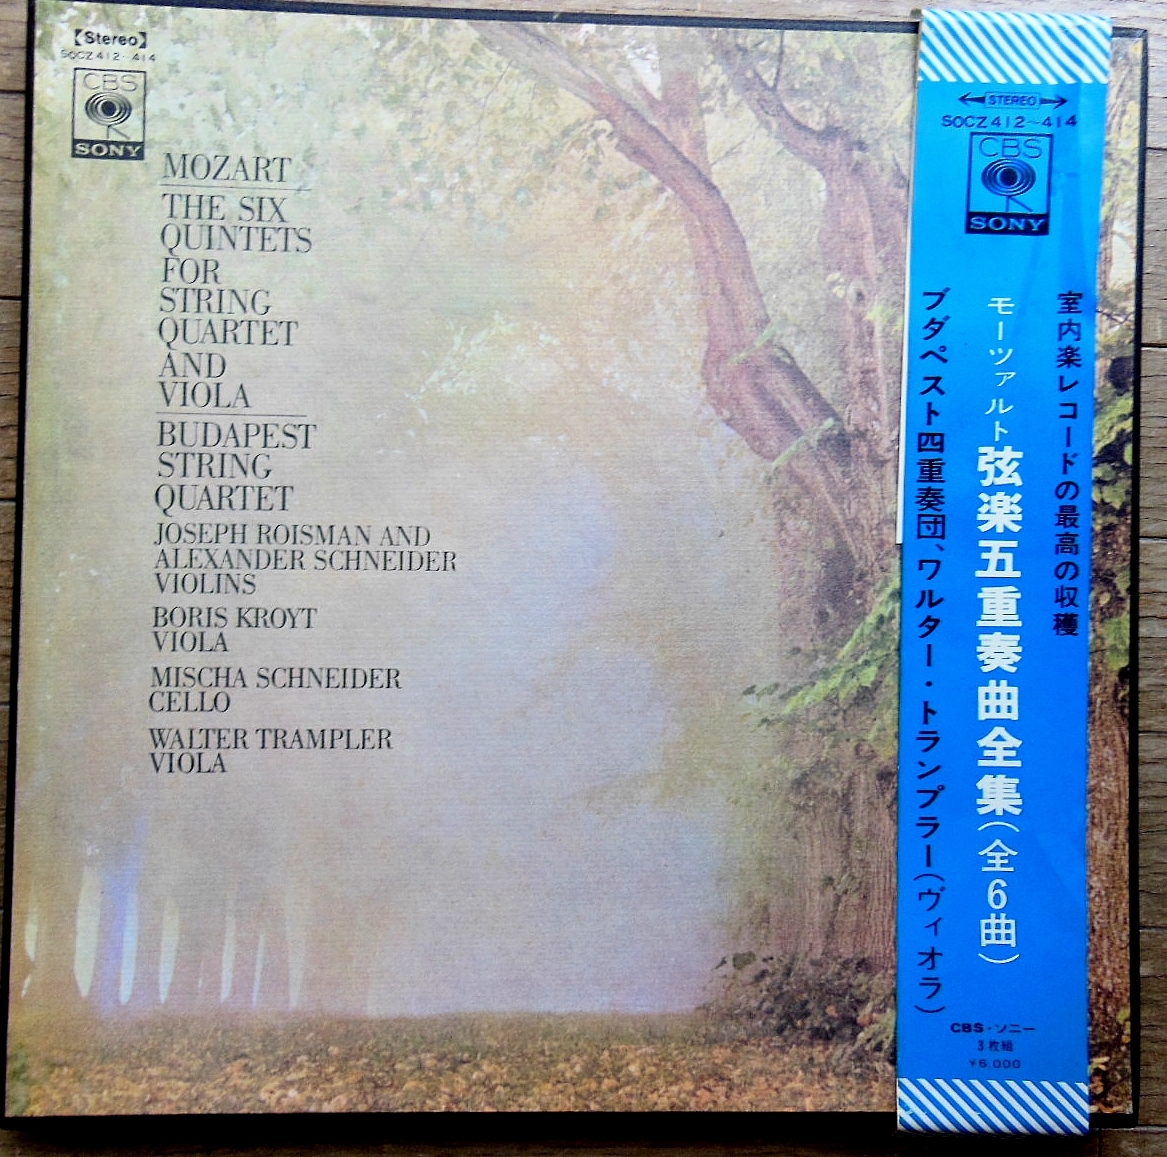 【Stereo】
SOCZ 412~414
CBS
SONY
MOZART
THE SIX
QUINTETS
FOR
STRING
QUARTET
AND
VIOLA
BUDAPEST
STRING
QUARTET
JOSEPH ROISMAN AND
ALEXANDER SCHNEIDER
VIOLINS
BORIS KROYT
VIOLA
MISCHA SCHNEIDER
CELLO
WALTER TRAMPLER
VIOLA
STEREO
SOCZ 412~414
CBS
SONY
室内楽レコードの最高の収穫
モーツァルト弦楽五重奏曲全集(全6曲)
ブダペスト四重奏団、ワルター・トランプラー(ヴィオラ)
CBS・ソニー
3枚組
¥6,000